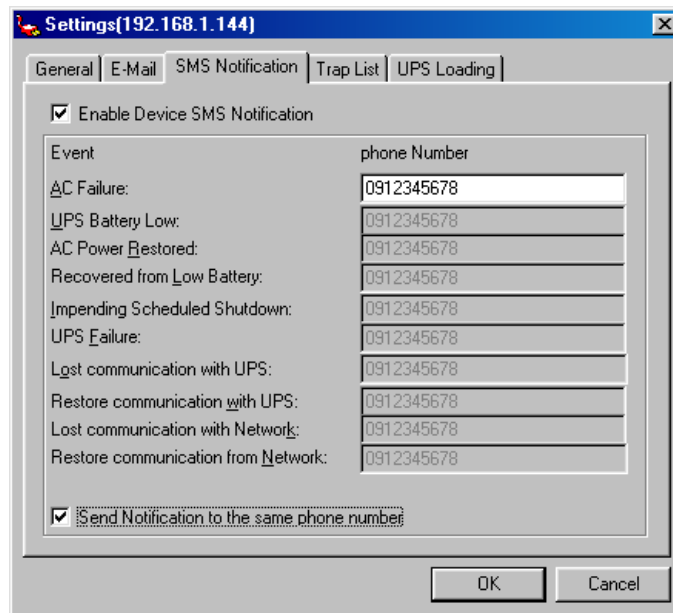 Settings(192.168.1.144)
General E-Mail SMS Notification Trap List UPS Loading
Enable Device SMS Notification
Event phone Number
AC Failure: 0912345678
UPS Battery Low: 0912345678
AC Power Restored: 0912345678
Recovered from Low Battery: 0912345678
Impending Scheduled Shutdown: 0912345678
UPS Failure: 0912345678
Lost communication with UPS: 0912345678
Restore communication with UPS: 0912345678
Lost communication with Network: 0912345678
Restore communication from Network: 0912345678
Send Notification to the same phone number
OK Cancel